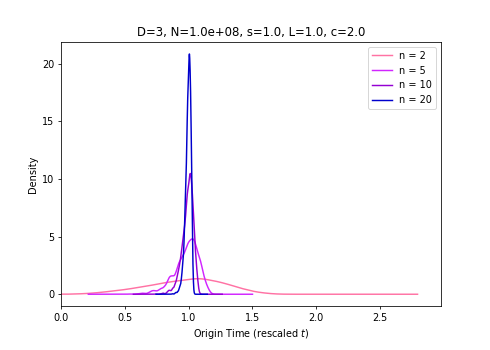 D=3, N=1.0e+08, s=1.0, L=1.0, c=2.0
n = 2
n = 5
n = 10
n = 20
Density
20
15
10
5
0
0.0 0.5 1.0 1.5 2.0 2.5
Origin Time (rescaled t)